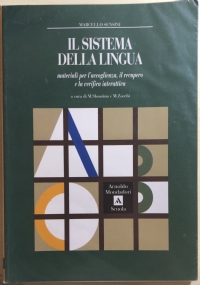 MARCELLO SENSINI
IL SISTEMA
DELLA LINGUA
materiali per l'accoglienza, il recupero
e la verifica interattiva
a cura di
Arnoldo
Mondadori
A
Scuola